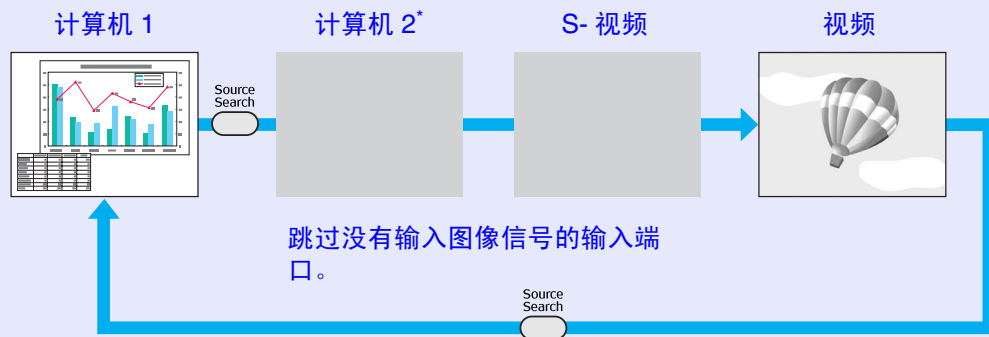 计算机 1
计算机 2*
S- 视频
视频
Source
Search
跳过没有输入图像信号的输入端
口。
Source
Search